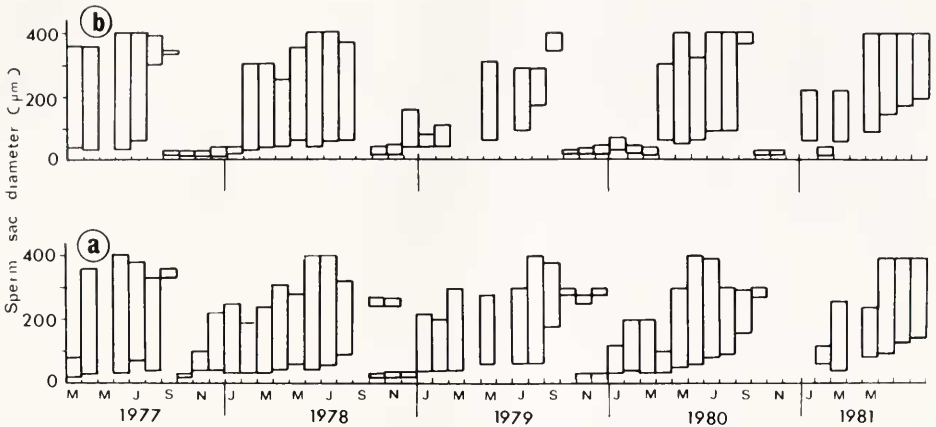 b
400
200
0
Sperm sac diameter (µm)
a
400
200
0
M M J S N J M M J S N J M M J S N J M M J S N J M M
1977 1978 1979 1980 1981